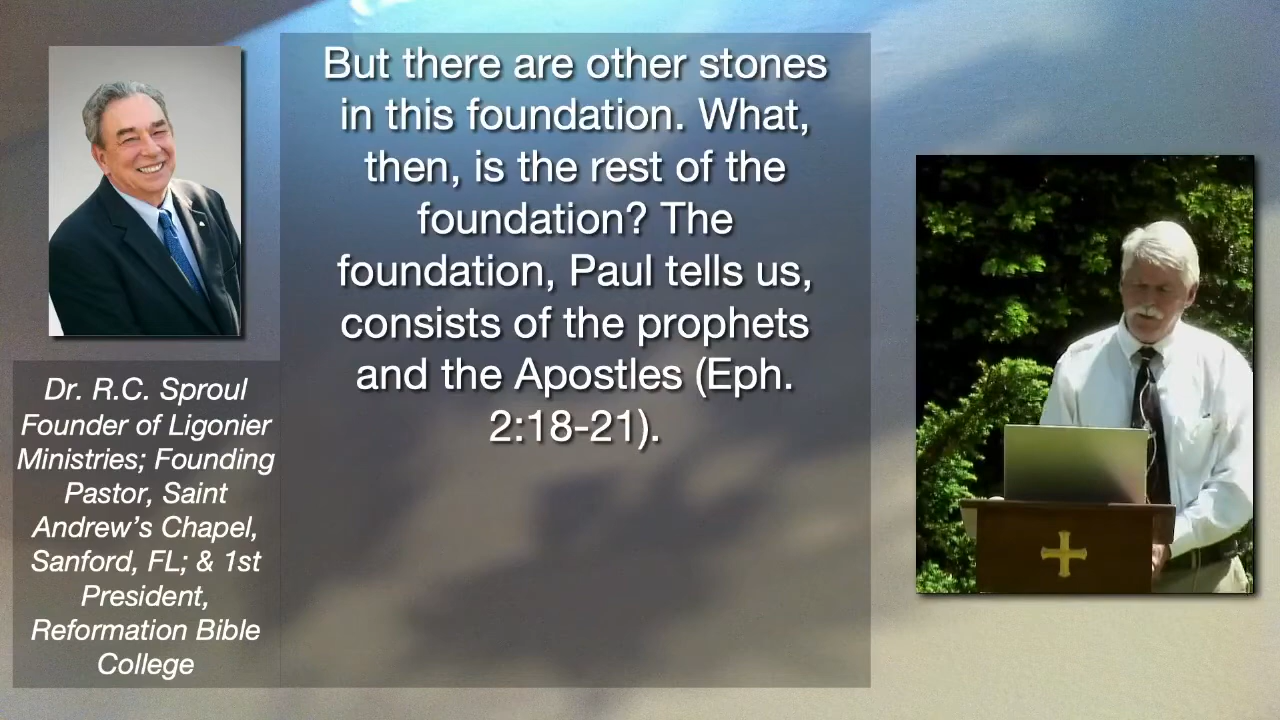 But there are other stones
in this foundation. What,
then, is the rest of the
foundation? The
foundation, Paul tells us,
consists of the prophets
and the Apostles (Eph.
2:18-21).
Dr. R.C. Sproul
Founder of Ligonier
Ministries; Founding
Pastor, Saint
Andrew's Chapel,
Sanford, FL; & 1st
President,
Reformation Bible
College